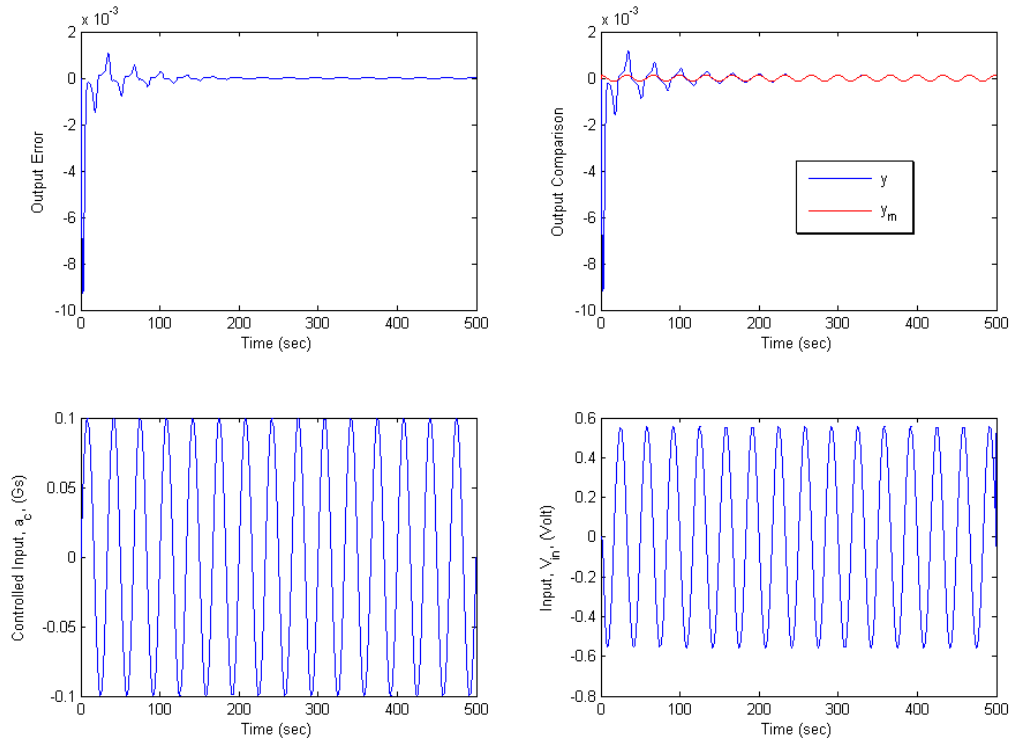 x 10⁻³
2
0
-2
-4
-6
-8
-10
Output Error
0 100 200 300 400 500
Time (sec)
x 10⁻³
2
0
-2
-4
-6
-8
-10
Output Comparison
y
yₘ
0 100 200 300 400 500
Time (sec)
0.1
0.05
0
-0.05
-0.1
Controlled Input, a_c, (Gs)
0 100 200 300 400 500
Time (sec)
0.6
0.4
0.2
0
-0.2
-0.4
-0.6
-0.8
Input, V_in, (Volt)
0 100 200 300 400 500
Time (sec)